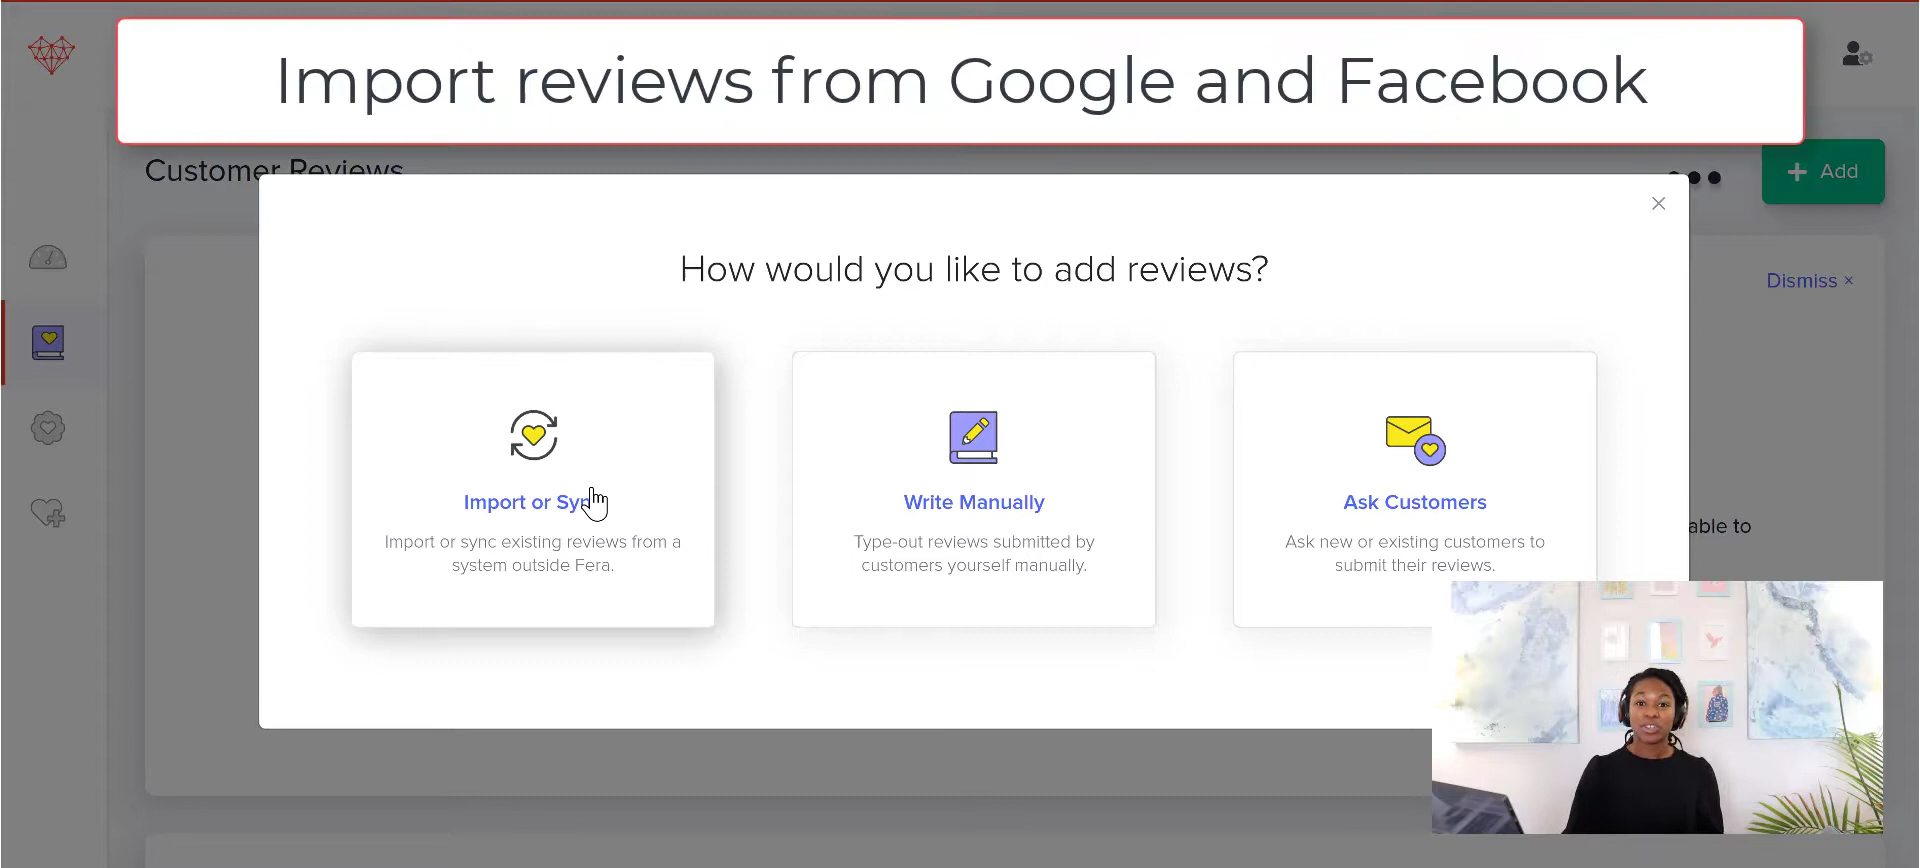 Import reviews from Google and Facebook
Customer Reviews
+ Add
Dismiss ×
How would you like to add reviews?
Import or Sync
Import or sync existing reviews from a
system outside Fera.
Write Manually
Type-out reviews submitted by
customers yourself manually.
Ask Customers
Ask new or existing customers to
submit their reviews.
able to